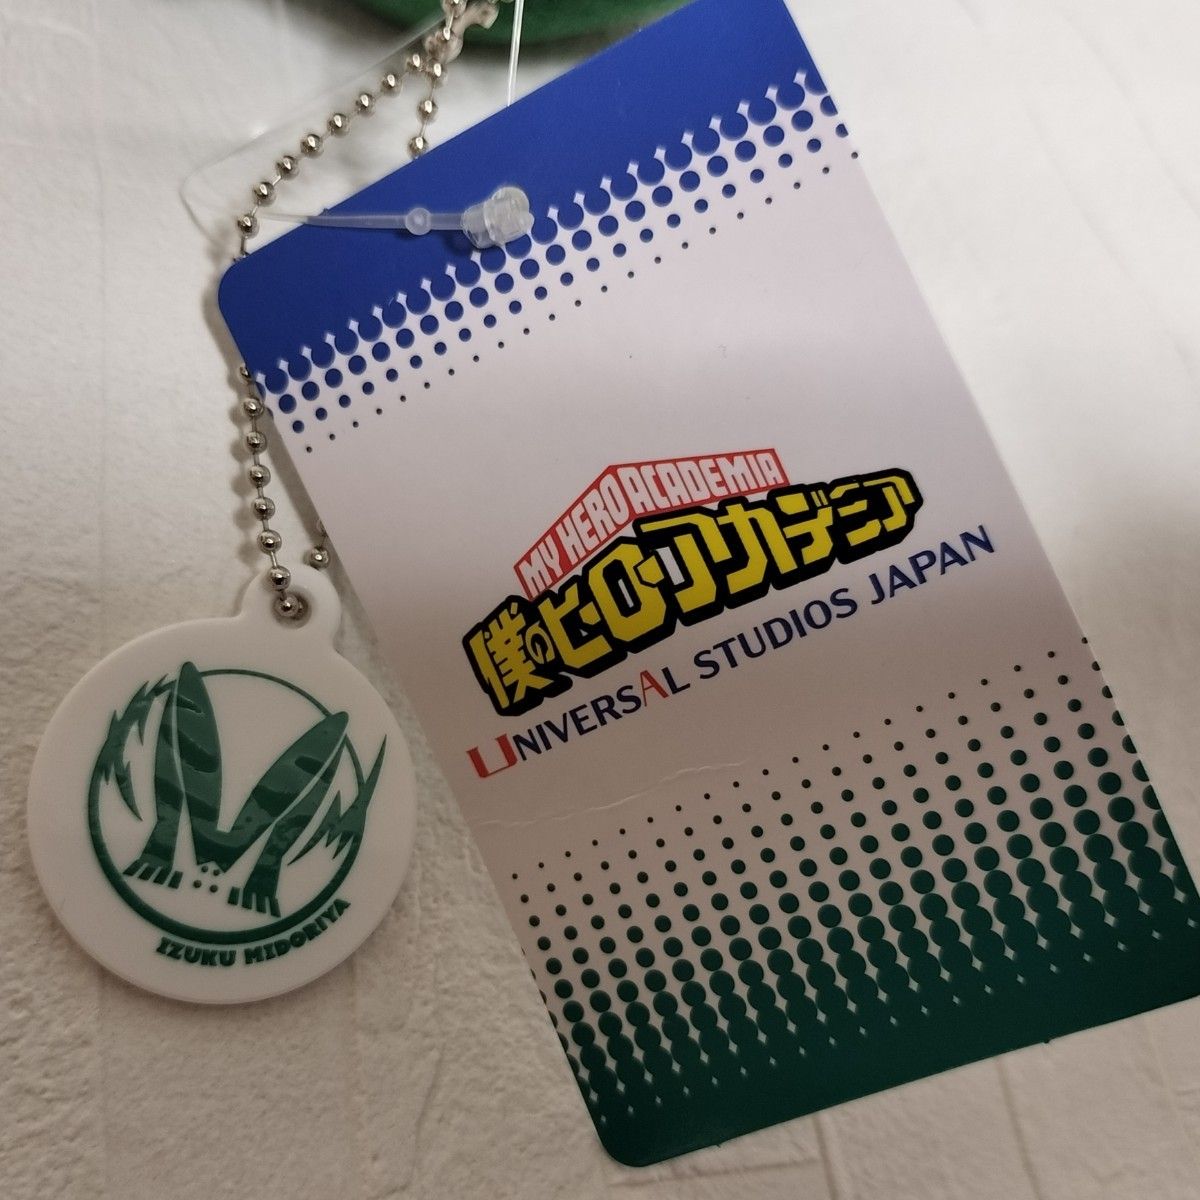 MY HERO ACADEMIA
僕のヒーローアカデミア
UNIVERSAL STUDIOS JAPAN
IZUKU MIDORIYA